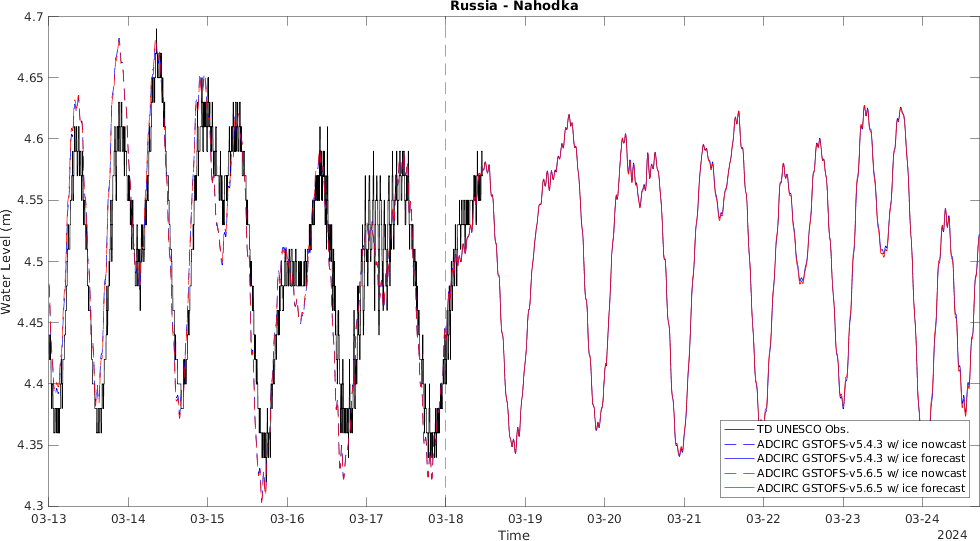 Russia - Nahodka
Water Level (m)
4.7
4.65
4.6
4.55
4.5
4.45
4.4
4.35
4.3
03-13 03-14 03-15 03-16 03-17 03-18 03-19 03-20 03-21 03-22 03-23 03-24
Time
2024
TD UNESCO Obs.
ADCIRC GSTOFS-v5.4.3 w/ ice nowcast
ADCIRC GSTOFS-v5.4.3 w/ ice forecast
ADCIRC GSTOFS-v5.6.5 w/ ice nowcast
ADCIRC GSTOFS-v5.6.5 w/ ice forecast